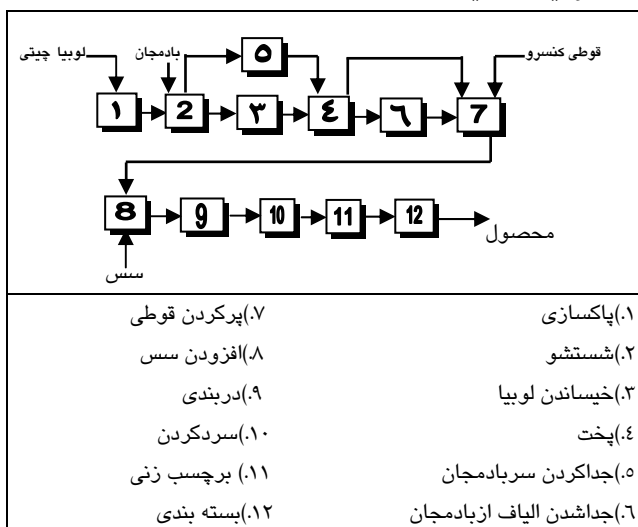 لوبیا چیتی بادمجان قوطی کنسرو
۵
۱ 2 ۳ ۴ ۶ 7
8 9 10 11 12 محصول
سس
۱.)پاکسازی ۷.)پرکردن قوطی
۲.)شستشو ۸.)افزودن سس
۳.)خیساندن لوبیا ۹.)دربندی
٤.)پخت ۱۰.)سردکردن
۵.)جداکردن سربادمجان ۱۱.) برچسب زنی
٦.)جداشدن الیاف ازبادمجان ۱۲.)بسته بندی